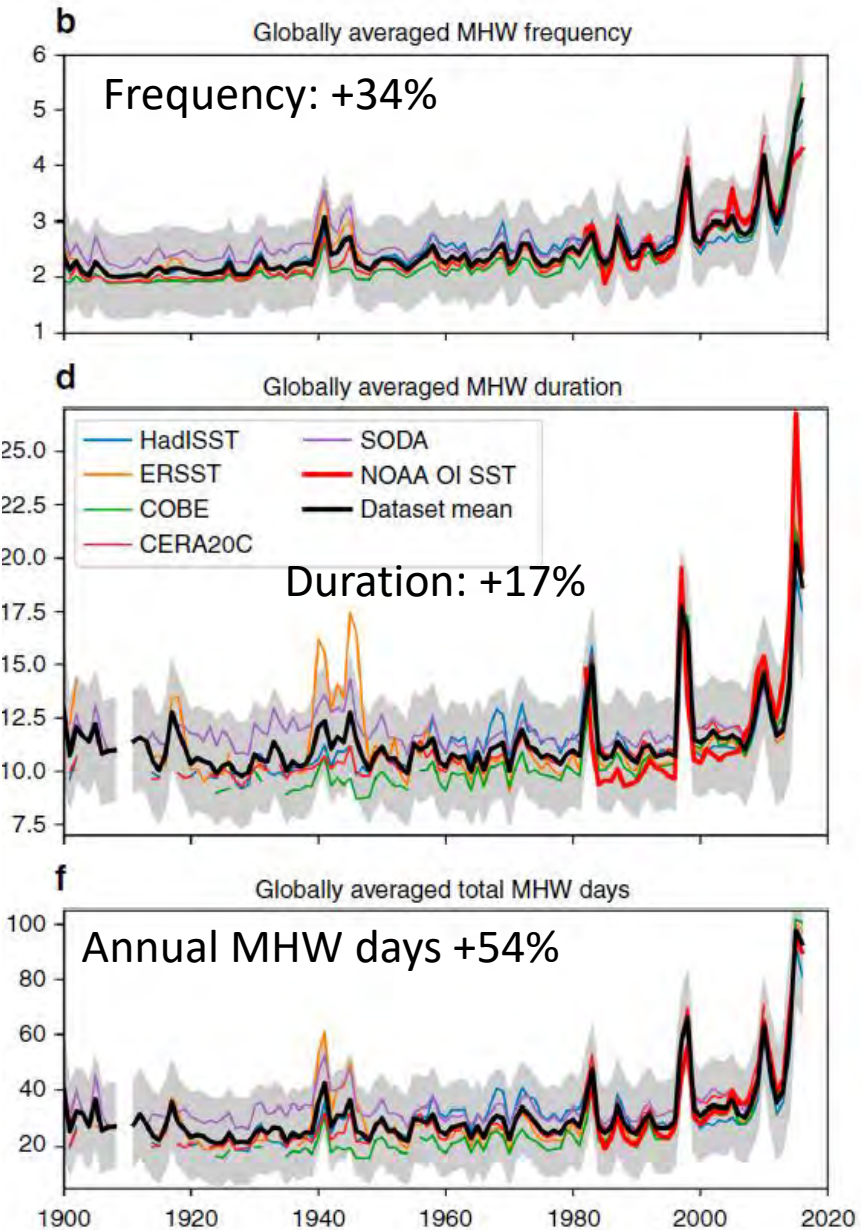 b
Globally averaged MHW frequency
Frequency: +34%
6
5
4
3
2
1
d
Globally averaged MHW duration
HadISST
ERSST
COBE
CERA20C
SODA
NOAA OI SST
Dataset mean
Duration: +17%
25.0
22.5
20.0
17.5
15.0
12.5
10.0
7.5
f
Globally averaged total MHW days
Annual MHW days +54%
100
80
60
40
20
1900 1920 1940 1960 1980 2000 2020